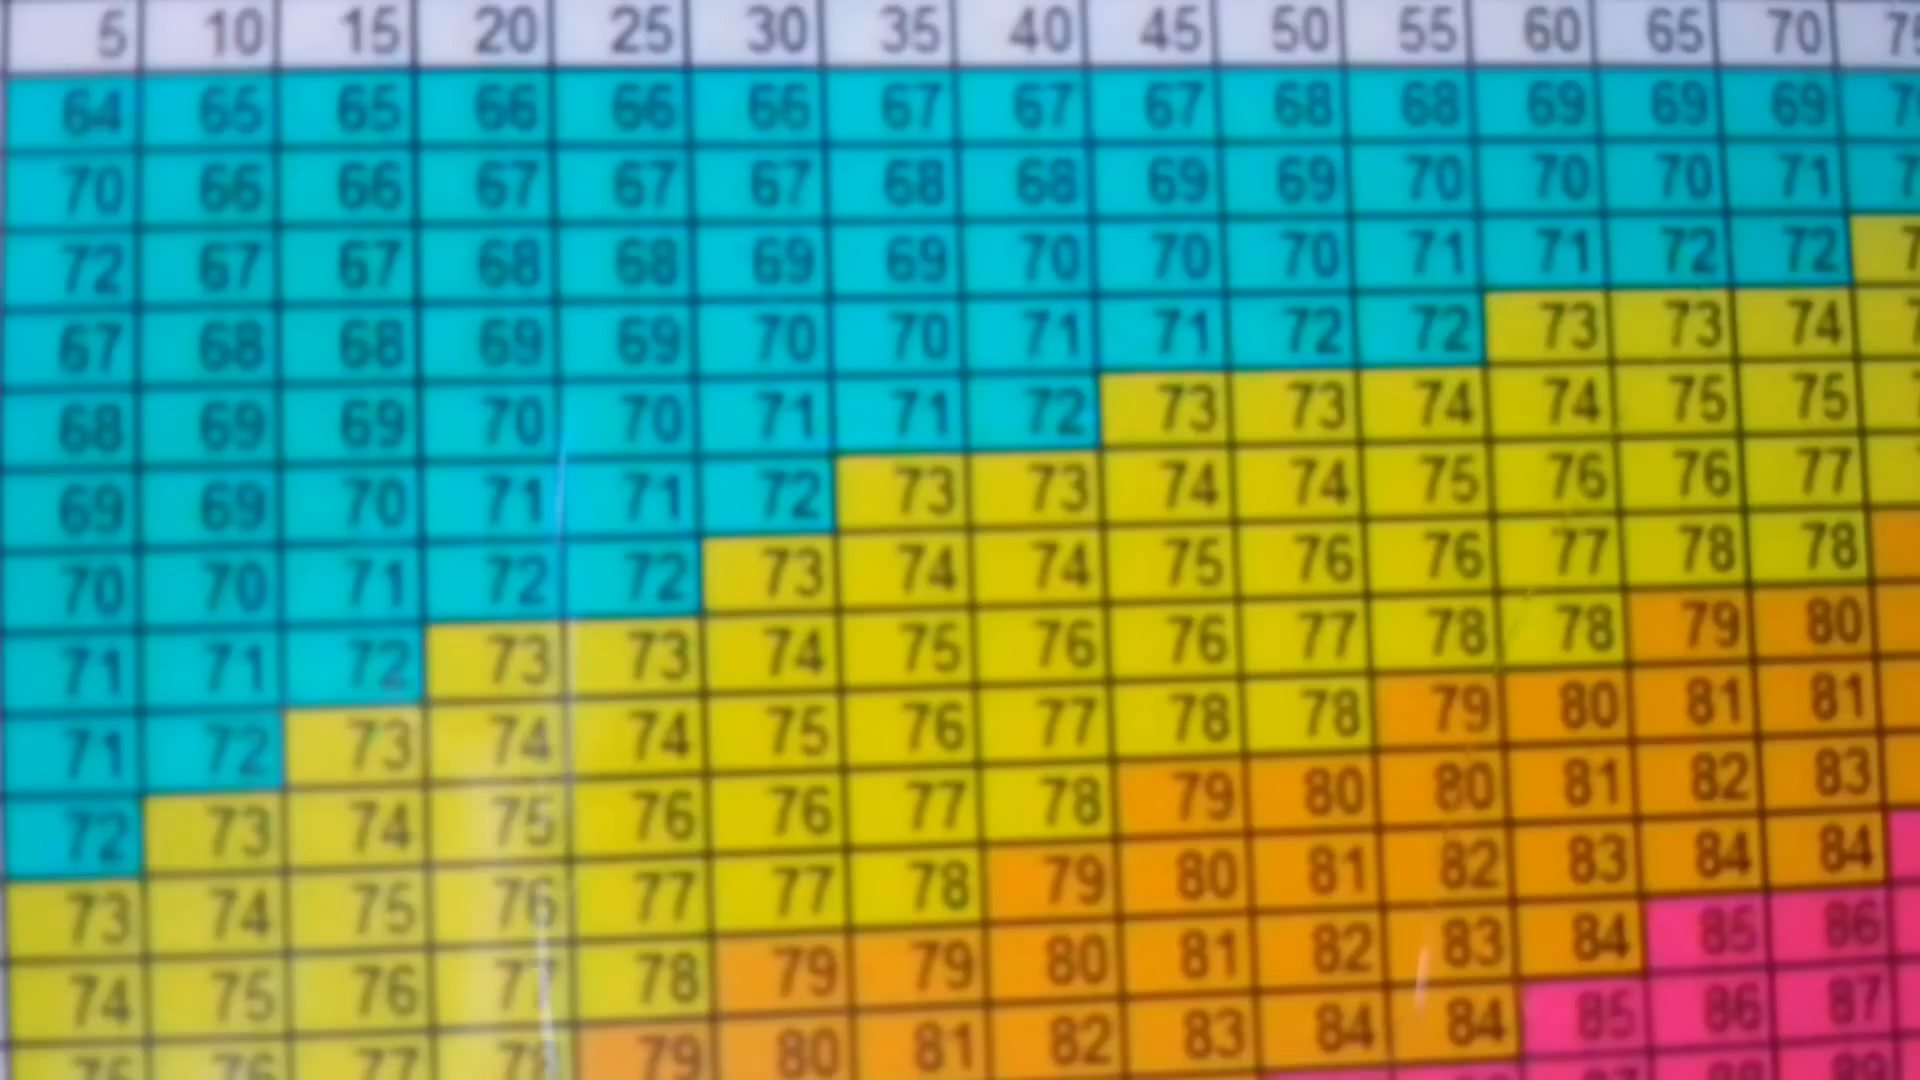 5 10 15 20 25 30 35 40 45 50 55 60 65 70
64 65 65 66 66 66 67 67 67 68 68 69 69 69
70 66 66 67 67 67 68 68 69 69 70 70 70 71
72 67 67 68 68 69 69 70 70 70 71 71 72 72
67 68 68 69 69 70 70 71 71 72 72 73 73 74
68 69 69 70 70 71 71 72 73 73 74 74 75 75
69 69 70 71 71 72 73 73 74 74 75 76 76 77
70 70 71 72 72 73 74 74 75 76 76 77 78 78
71 71 72 73 73 74 75 76 76 77 78 78 79 80
71 72 73 74 74 75 76 77 78 78 79 80 81 81
72 73 74 75 76 76 77 78 79 80 80 81 82 83
73 74 75 76 77 77 78 79 80 81 82 83 84 84
74 75 76 77 78 79 79 80 81 82 83 84 85 86
76 77 78 79 80 81 82 83 84 84 85 86 87